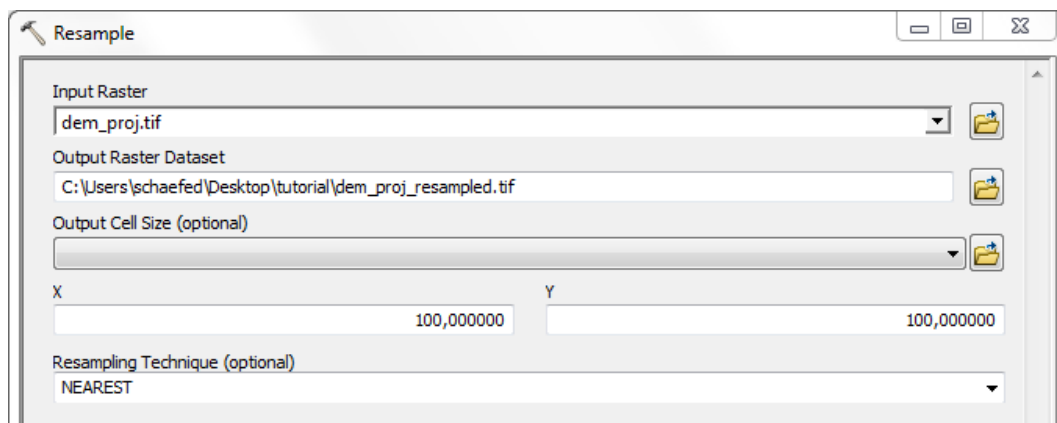 Resample
Input Raster
dem_proj.tif
Output Raster Dataset
C:\Users\schaefed\Desktop\tutorial\dem_proj_resampled.tif
Output Cell Size (optional)
X Y
100,000000 100,000000
Resampling Technique (optional)
NEAREST